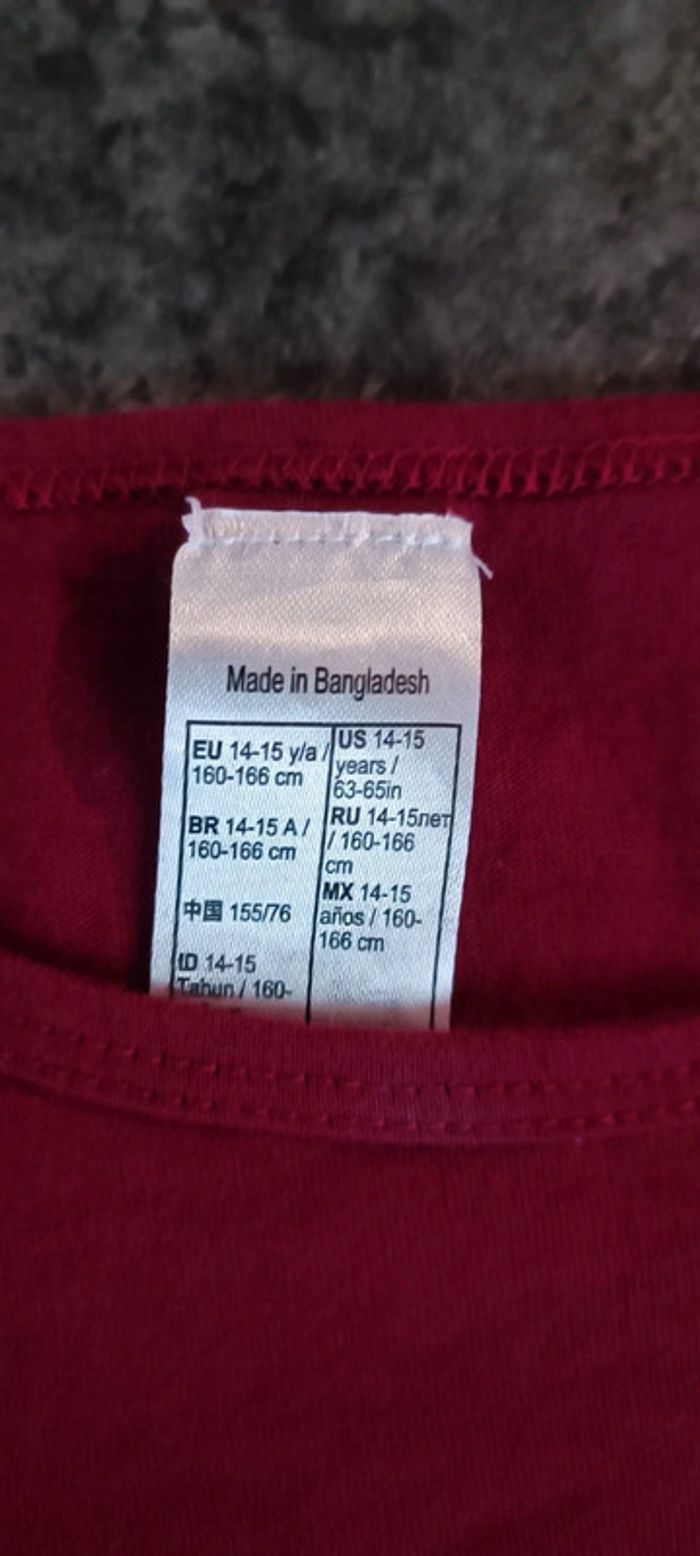 Made in Bangladesh
EU 14-15 y/a /
160-166 cm
BR 14-15 A /
160-166 cm
中国 155/76
ID 14-15
Tahun / 160-
US 14-15
years /
63-65in
RU 14-15лет
/ 160-166
cm
MX 14-15
años / 160-
166 cm